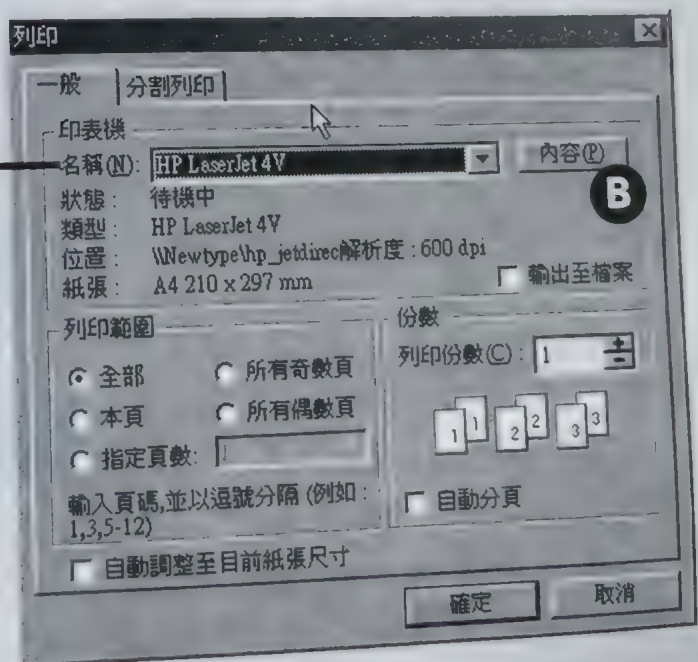 列印
一般 分割列印
印表機
名稱(N): HP LaserJet 4V 內容(P)
B
狀態： 待機中
類型： HP LaserJet 4V
位置： \\Newtype\hp_jetdirec解析度：600 dpi
紙張： A4 210 x 297 mm 輸出至檔案
列印範圍 份數
全部 所有奇數頁 列印份數(C)： 1
本頁 所有偶數頁 1 1 2 2 3 3
指定頁數: 1
輸入頁碼,並以逗號分隔 (例如： 自動分頁
1,3,5-12)
自動調整至目前紙張尺寸
確定 取消